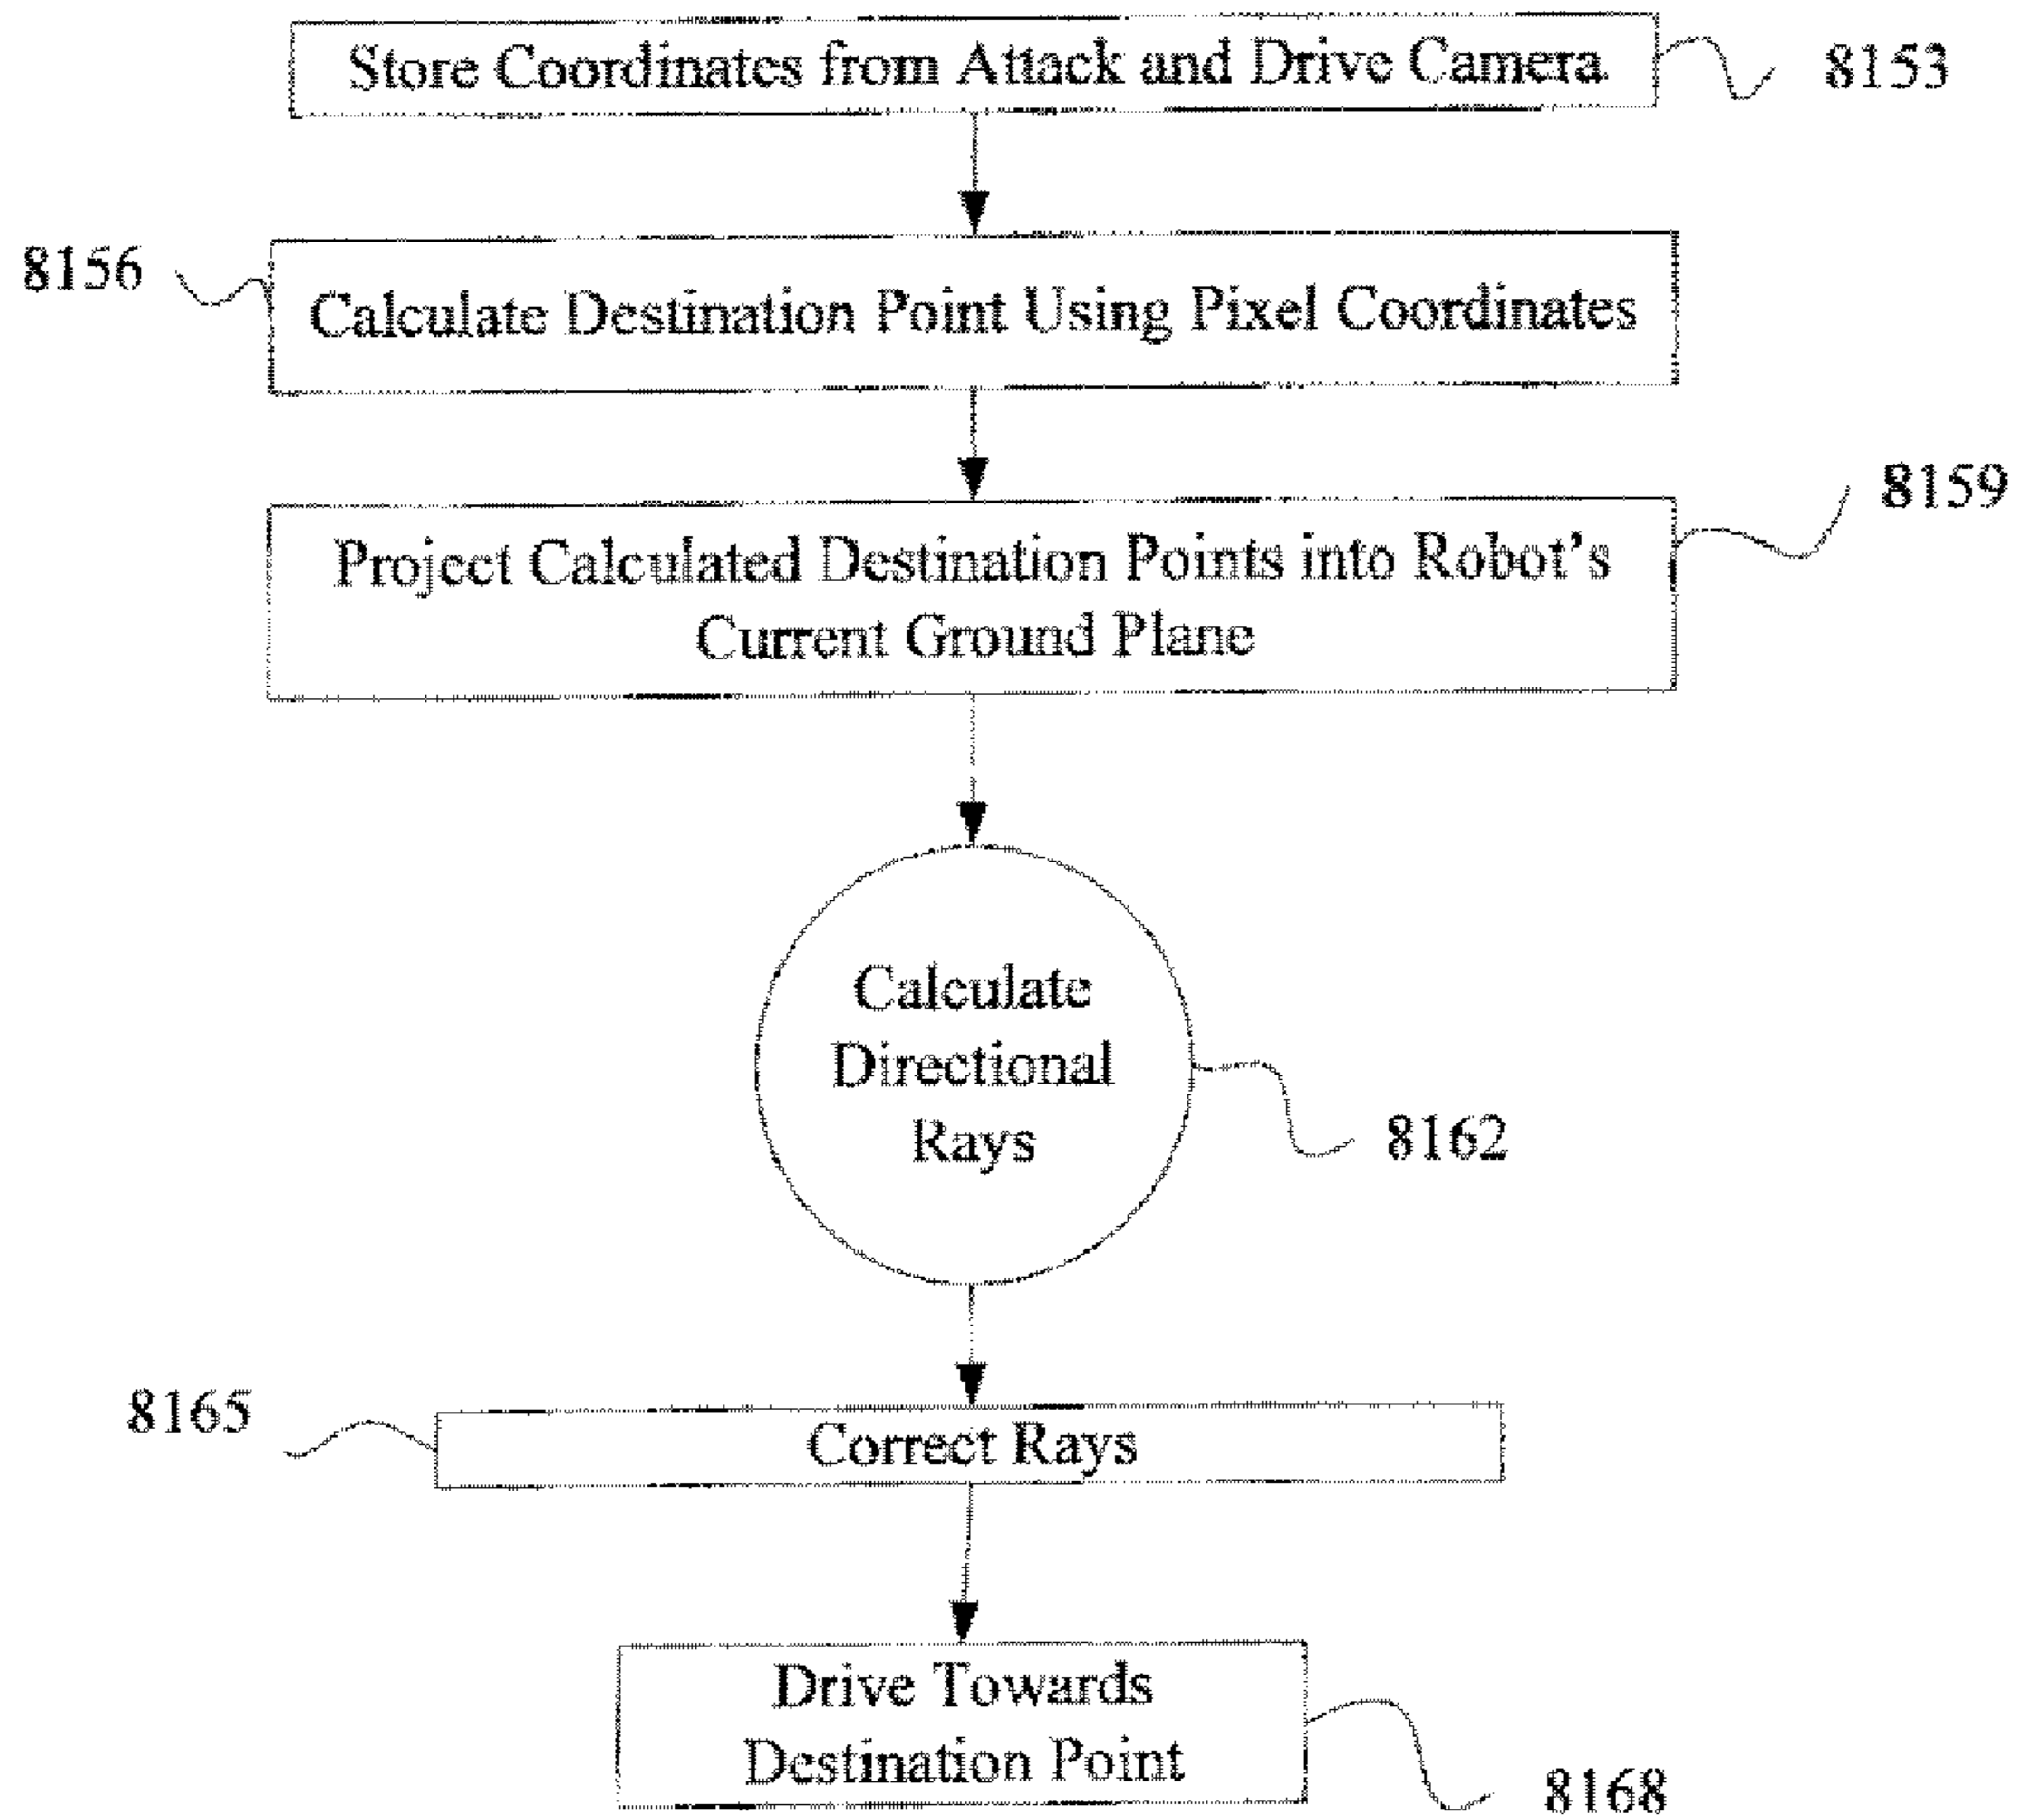 Store Coordinates from Attack and Drive Camera
8153
8156
Calculate Destination Point Using Pixel Coordinates
8159
Project Calculated Destination Points into Robot's
Current Ground Plane
Calculate
Directional
Rays
8162
8165
Correct Rays
Drive Towards
Destination Point
8168